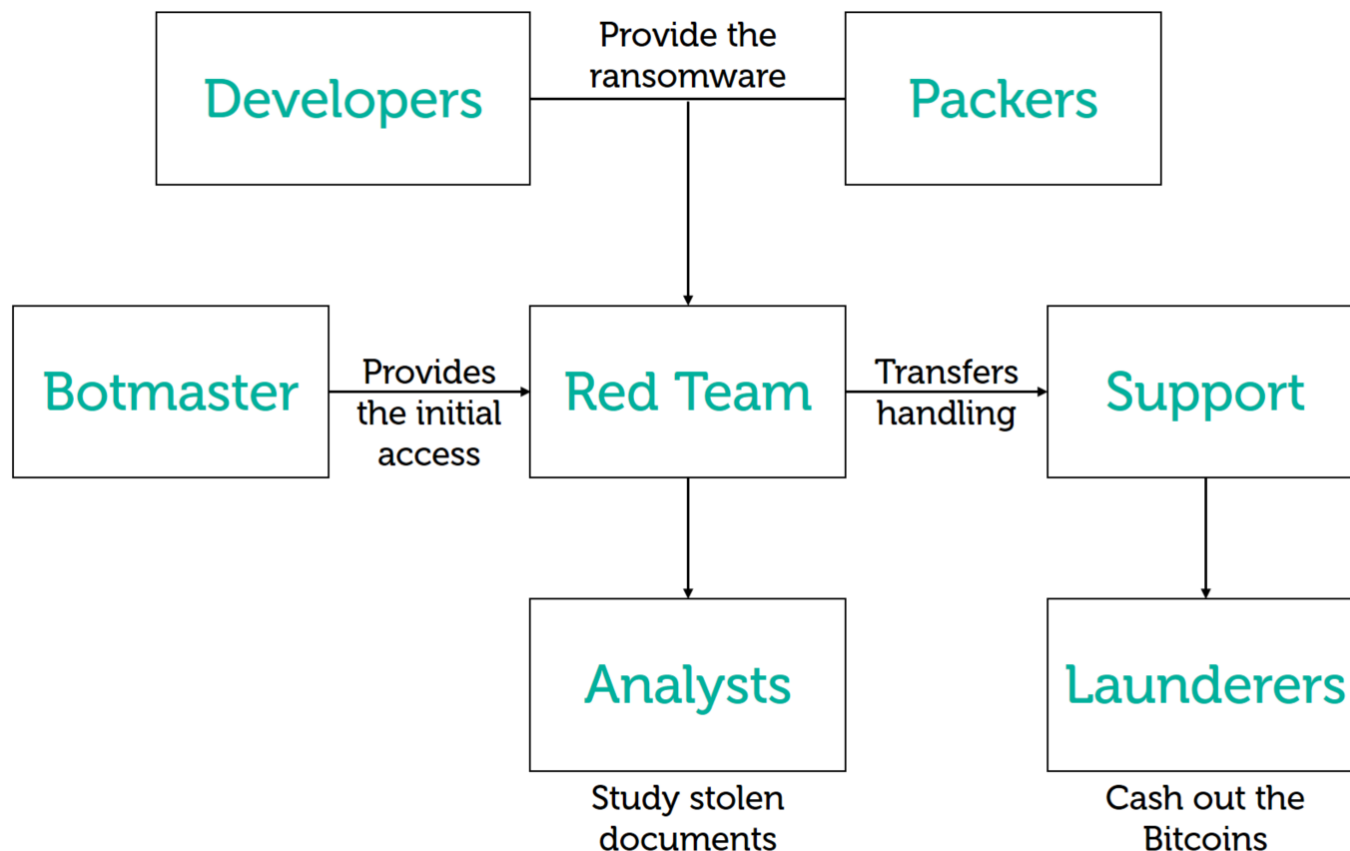 Provide the
ransomware
Developers
Packers
Botmaster
Provides
the initial
access
Red Team
Transfers
handling
Support
Analysts
Launderers
Study stolen
documents
Cash out the
Bitcoins